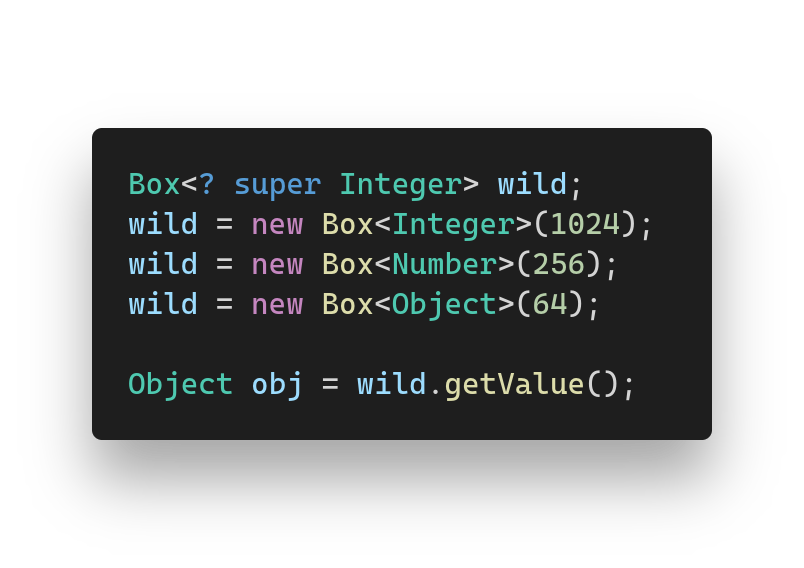 Box<? super Integer> wild;
wild = new Box<Integer>(1024);
wild = new Box<Number>(256);
wild = new Box<Object>(64);
Object obj = wild.getValue();